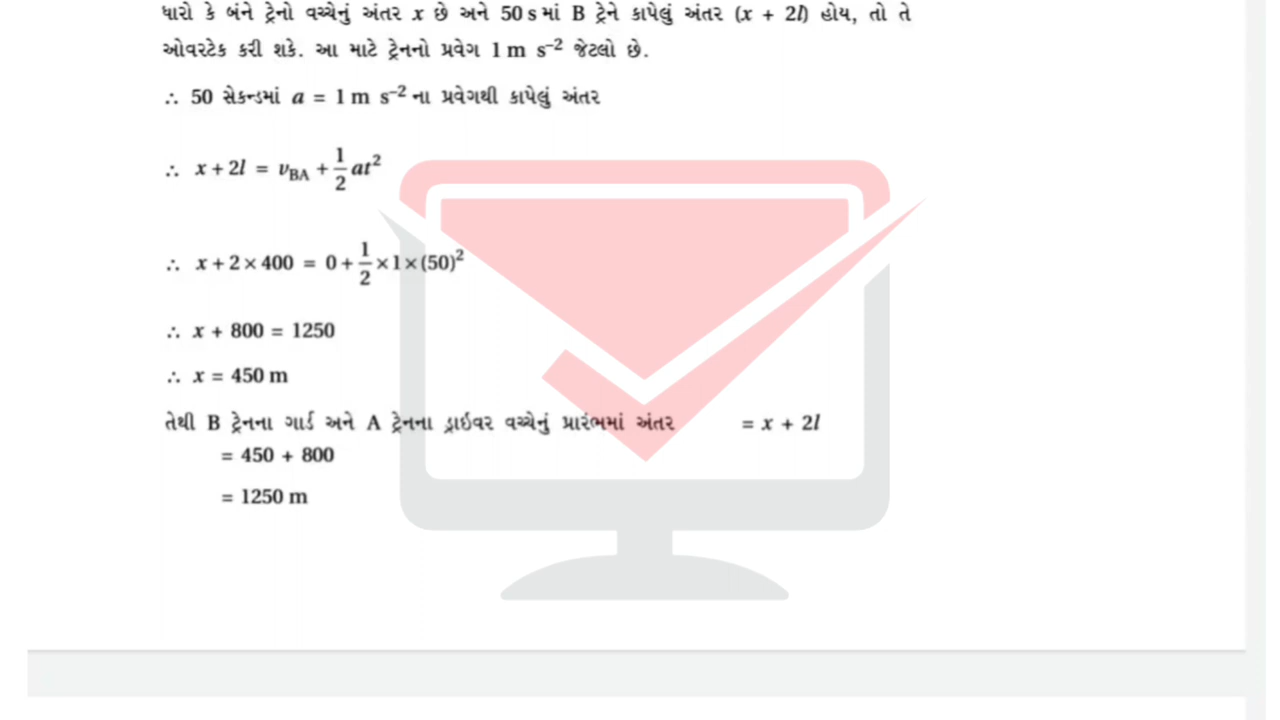 ધારો કે બંને ટ્રેનો વચ્ચેનું અંતર x છે અને 50 s માં B ટ્રેને કાપેલું અંતર (x + 2l) હોય, તો તે
ઓવરટેક કરી શકે. આ માટે ટ્રેનનો પ્રવેગ 1 m s⁻² જેટલો છે.
∴ 50 સેકન્ડમાં a = 1 m s⁻² ના પ્રવેગથી કાપેલું અંતર
∴ x + 2l = v_BA + 1/2 at²
∴ x + 2 × 400 = 0 + 1/2 × 1 × (50)²
∴ x + 800 = 1250
∴ x = 450 m
તેથી B ટ્રેનના ગાર્ડ અને A ટ્રેનના ડ્રાઇવર વચ્ચેનું પ્રારંભમાં અંતર = x + 2l
= 450 + 800
= 1250 m